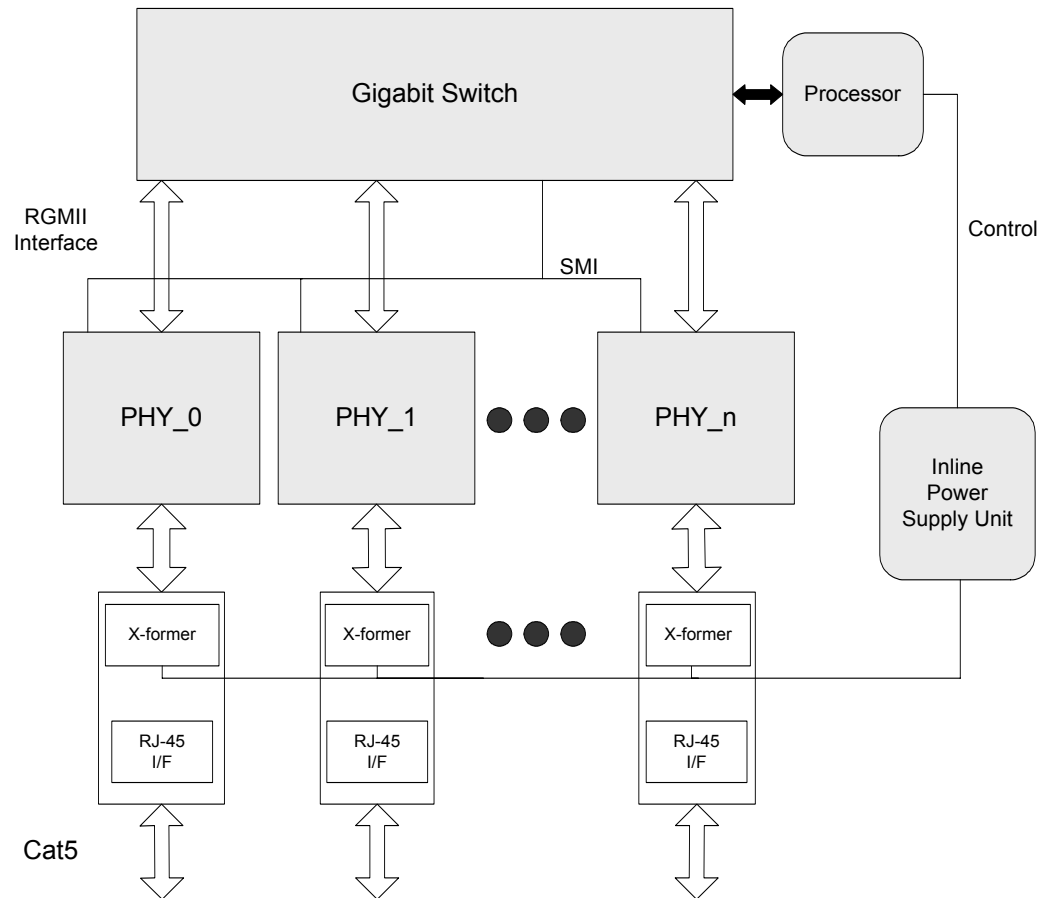 Gigabit Switch
Processor
RGMII
Interface
Control
SMI
PHY_0
PHY_1
PHY_n
Inline
Power
Supply Unit
X-former
X-former
X-former
RJ-45
I/F
RJ-45
I/F
RJ-45
I/F
Cat5